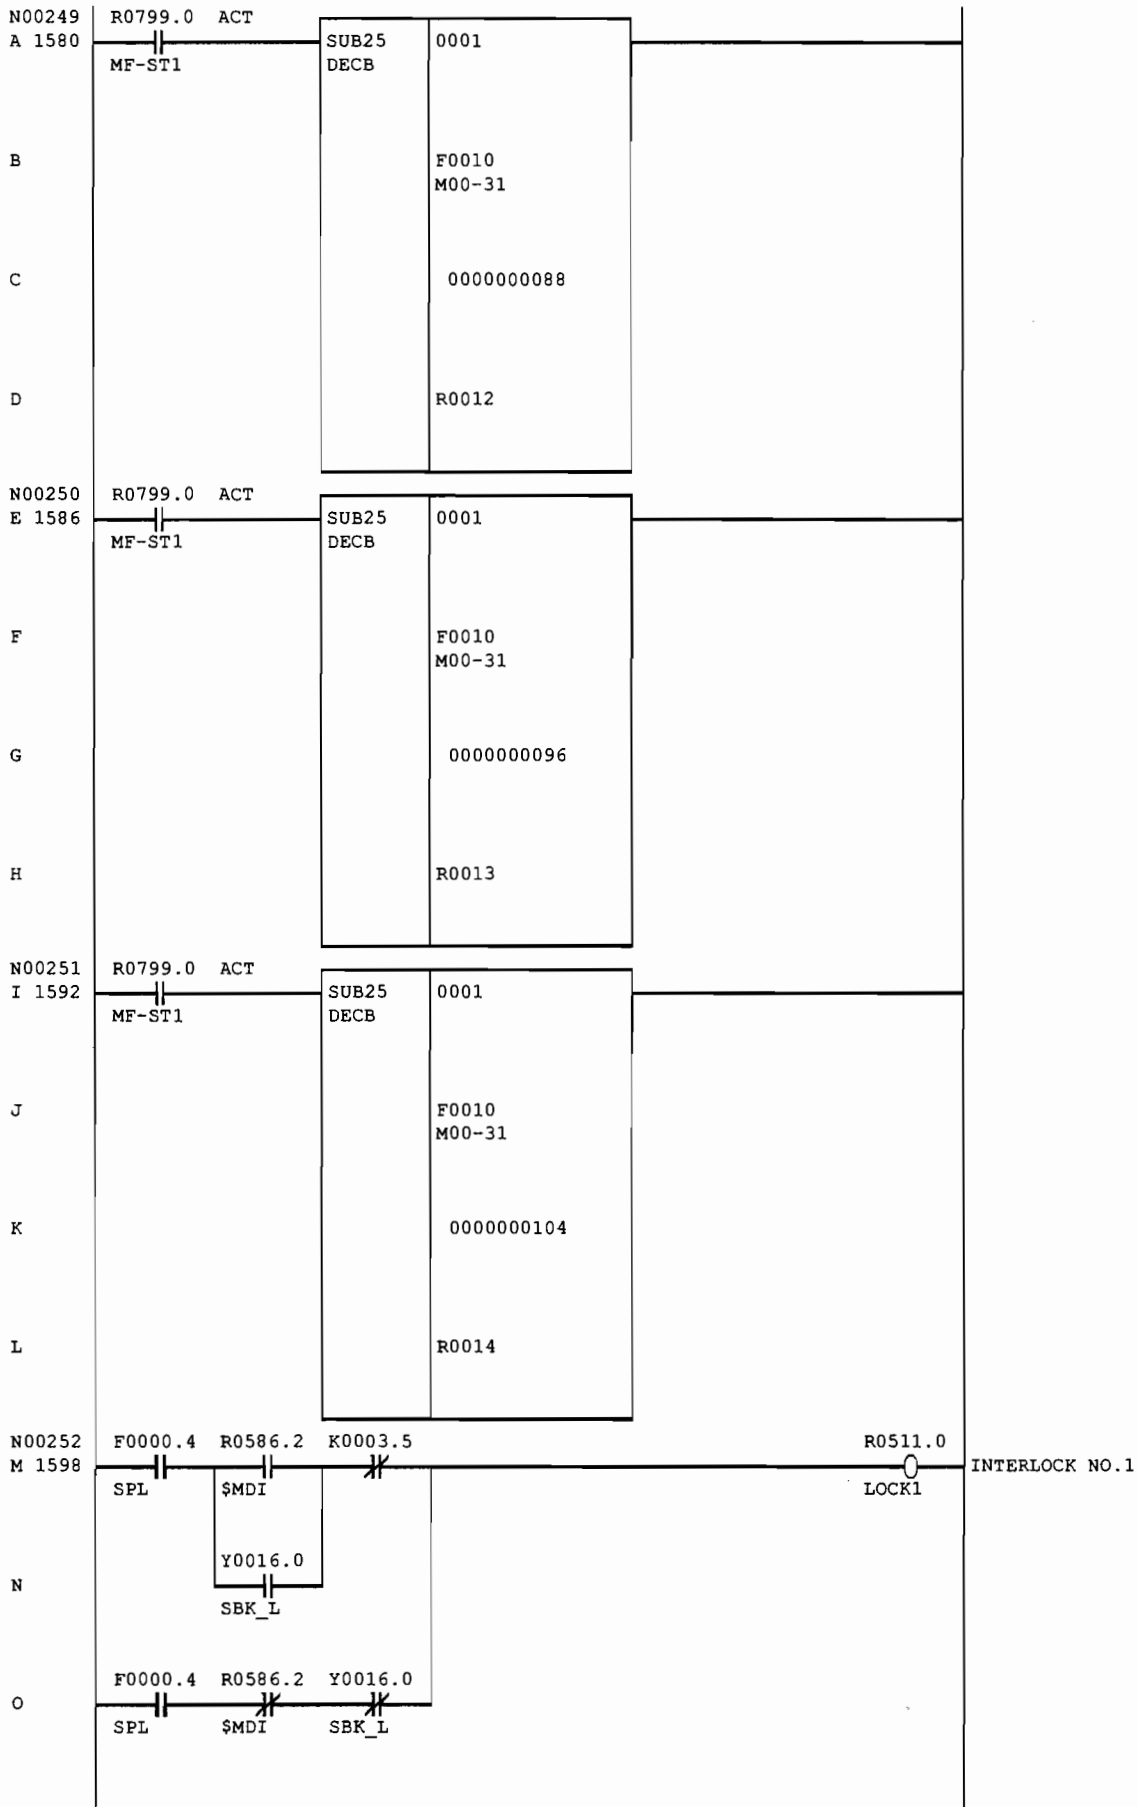 N00249 R0799.0 ACT
A 1580 SUB25 0001
MF-ST1 DECB
B F0010
M00-31
C 0000000088
D R0012
N00250 R0799.0 ACT
E 1586 SUB25 0001
MF-ST1 DECB
F F0010
M00-31
G 0000000096
H R0013
N00251 R0799.0 ACT
I 1592 SUB25 0001
MF-ST1 DECB
J F0010
M00-31
K 0000000104
L R0014
N00252 F0000.4 R0586.2 K0003.5 R0511.0
M 1598 INTERLOCK NO.1
SPL $MDI LOCK1
Y0016.0
N
SBK_L
F0000.4 R0586.2 Y0016.0
O
SPL $MDI SBK_L